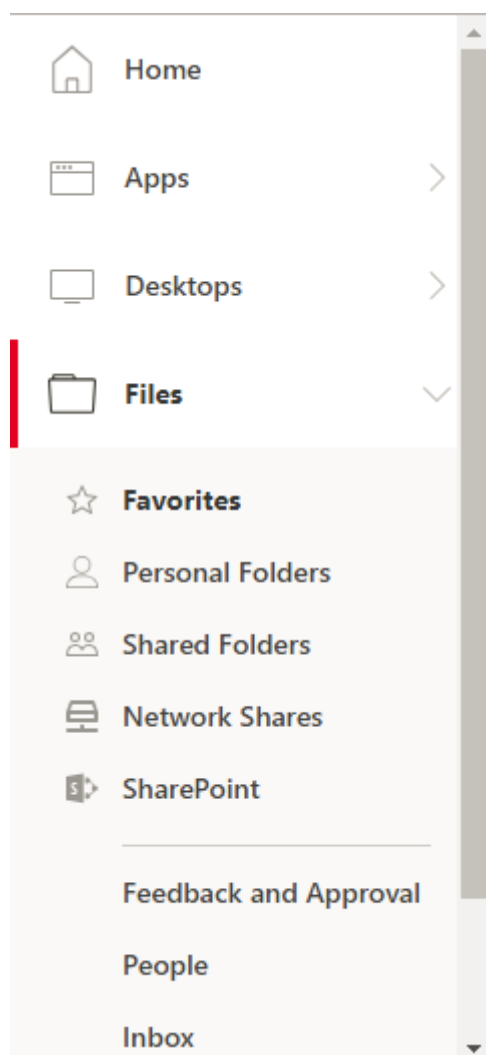 Home
Apps
Desktops
Files
Favorites
Personal Folders
Shared Folders
Network Shares
SharePoint
Feedback and Approval
People
Inbox